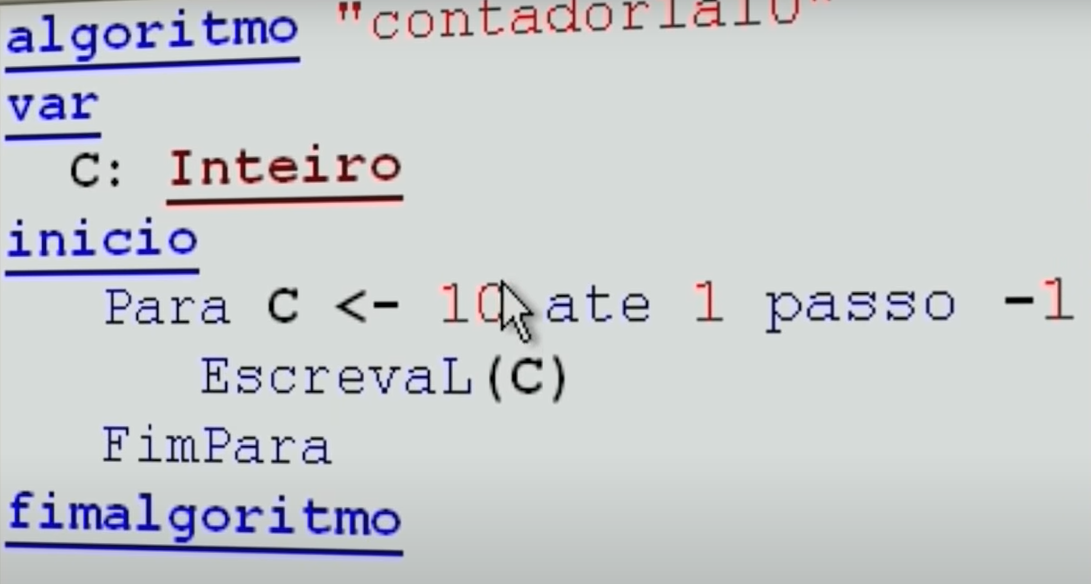 algoritmo "contador1a10"
var
C: Inteiro
inicio
Para C <- 10 ate 1 passo -1
EscrevaL(C)
FimPara
fimalgoritmo